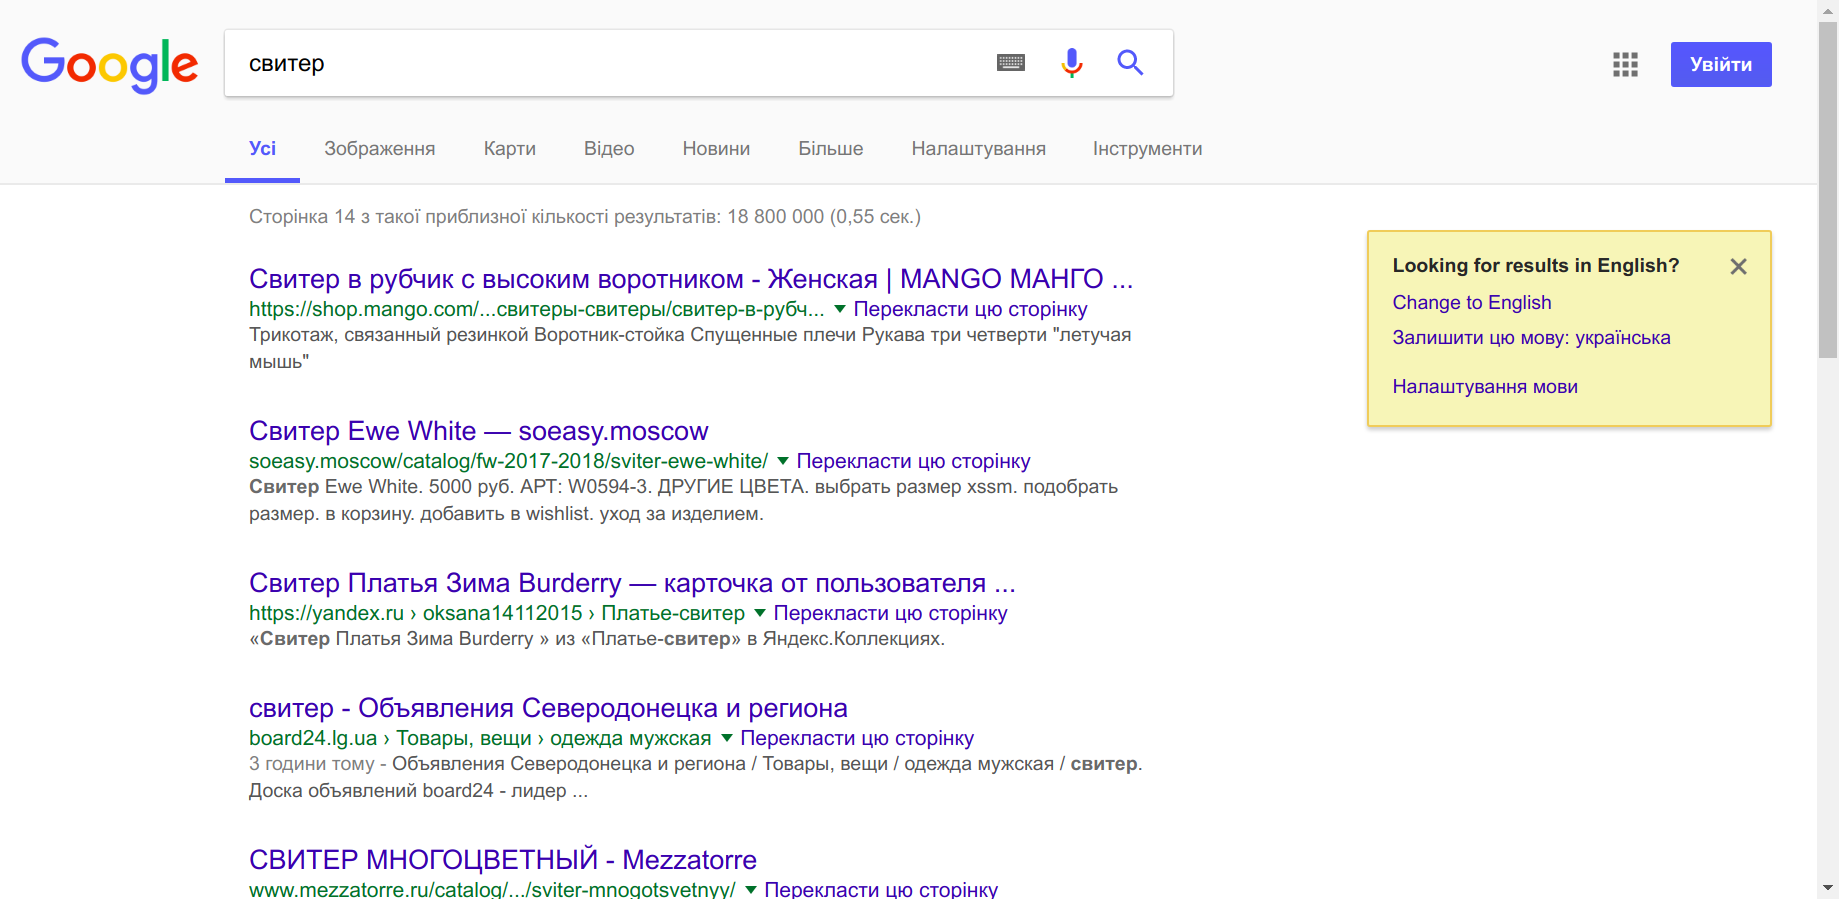 Google
свитер
Увійти
Усі Зображення Карти Відео Новини Більше Налаштування Інструменти
Сторінка 14 з такої приблизної кількості результатів: 18 800 000 (0,55 сек.)
Свитер в рубчик с высоким воротником - Женская | MANGO МАНГО ...
https://shop.mango.com/...свитеры-свитеры/свитер-в-рубч... ▼ Перекласти цю сторінку
Трикотаж, связанный резинкой Воротник-стойка Спущенные плечи Рукава три четверти "летучая
мышь"
Свитер Ewe White — soeasy.moscow
soeasy.moscow/catalog/fw-2017-2018/sviter-ewe-white/ ▼ Перекласти цю сторінку
Свитер Ewe White. 5000 руб. АРТ: W0594-3. ДРУГИЕ ЦВЕТА. выбрать размер xssm. подобрать
размер. в корзину. добавить в wishlist. уход за изделием.
Свитер Платья Зима Burderry — карточка от пользователя ...
https://yandex.ru › oksana14112015 › Платье-свитер ▼ Перекласти цю сторінку
«Свитер Платья Зима Burderry » из «Платье-свитер» в Яндекс.Коллекциях.
свитер - Объявления Северодонецка и региона
board24.lg.ua › Товары, вещи › одежда мужская ▼ Перекласти цю сторінку
3 години тому - Объявления Северодонецка и региона / Товары, вещи / одежда мужская / свитер.
Доска объявлений board24 - лидер ...
СВИТЕР МНОГОЦВЕТНЫЙ - Mezzatorre
www.mezzatorre.ru/catalog/.../sviter-mnogotsvetnyy/ ▼ Перекласти цю сторінку
Looking for results in English?
Change to English
Залишити цю мову: українська
Налаштування мови